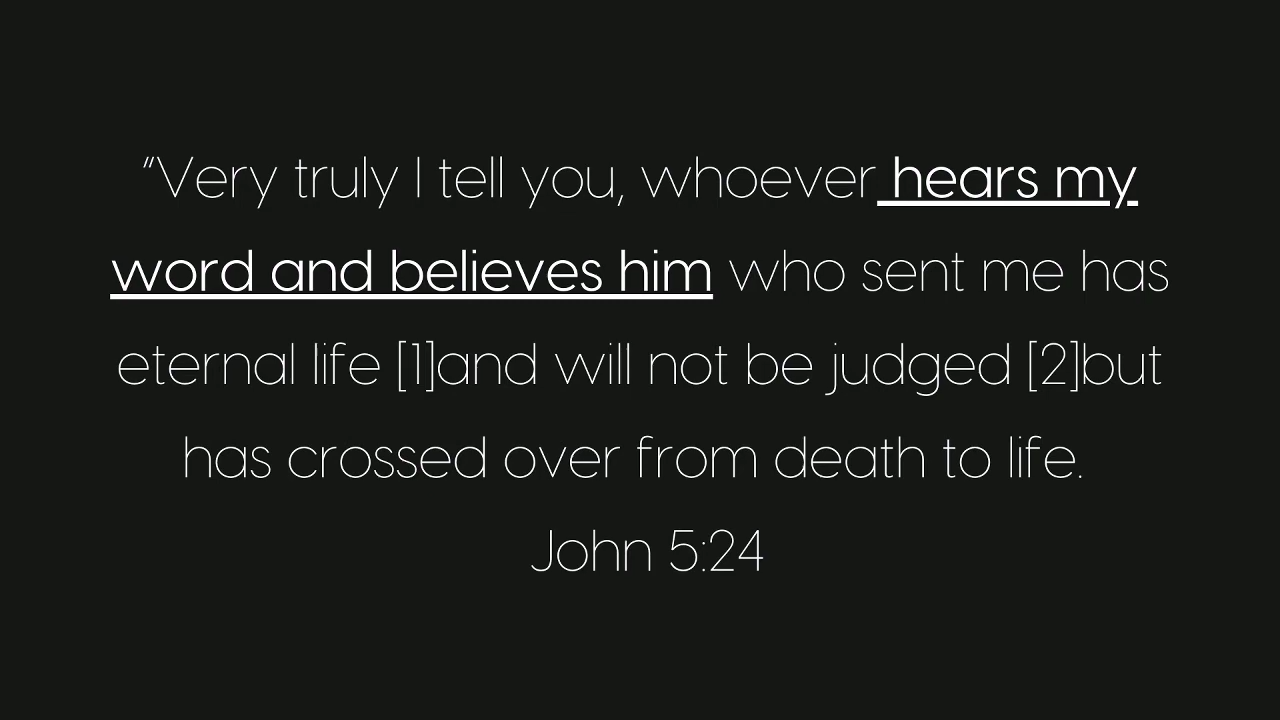 “Very truly I tell you, whoever hears my
word and believes him who sent me has
eternal life [1]and will not be judged [2]but
has crossed over from death to life.
John 5:24